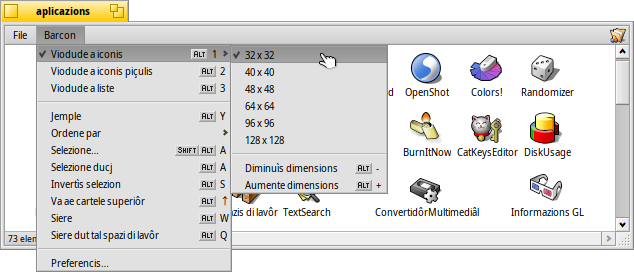 aplicazions
File Barcon
Viodude a iconis ALT 1
Viodude a iconis piçulis ALT 2
Viodude a liste ALT 3
Jemple ALT Y
Ordene par
Selezione... SHIFT ALT A
Selezione ducj ALT A
Invertìs selezion ALT S
Va ae cartele superiôr ALT ↑
Siere ALT W
Siere dut tal spazi di lavôr ALT Q
Preferencis...
32 x 32
40 x 40
48 x 48
64 x 64
96 x 96
128 x 128
Diminuìs dimensions ALT -
Aumente dimensions ALT +
OpenShot Colors! Randomizer
BurnItNow CatKeysEditor DiskUsage
azis di lavôr TextSearch ConvertidôrMultimediâl Informazions GL
73 elem